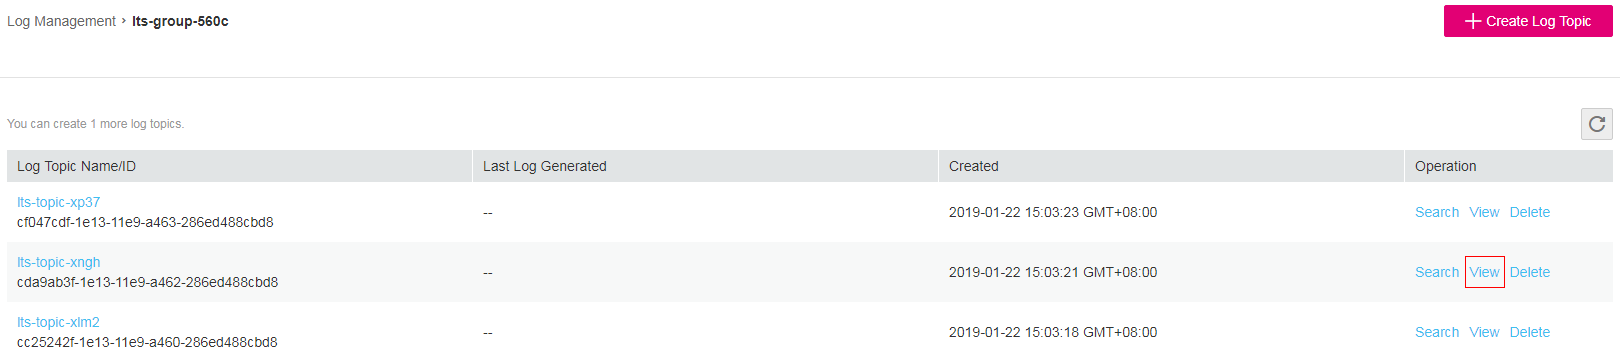 Log Management › lts-group-560c
+ Create Log Topic
You can create 1 more log topics.
Log Topic Name/ID Last Log Generated Created Operation
lts-topic-xp37
cf047cdf-1e13-11e9-a463-286ed488cbd8 -- 2019-01-22 15:03:23 GMT+08:00 Search View Delete
lts-topic-xngh
cda9ab3f-1e13-11e9-a462-286ed488cbd8 -- 2019-01-22 15:03:21 GMT+08:00 Search View Delete
lts-topic-xlm2
cc25242f-1e13-11e9-a460-286ed488cbd8 -- 2019-01-22 15:03:18 GMT+08:00 Search View Delete